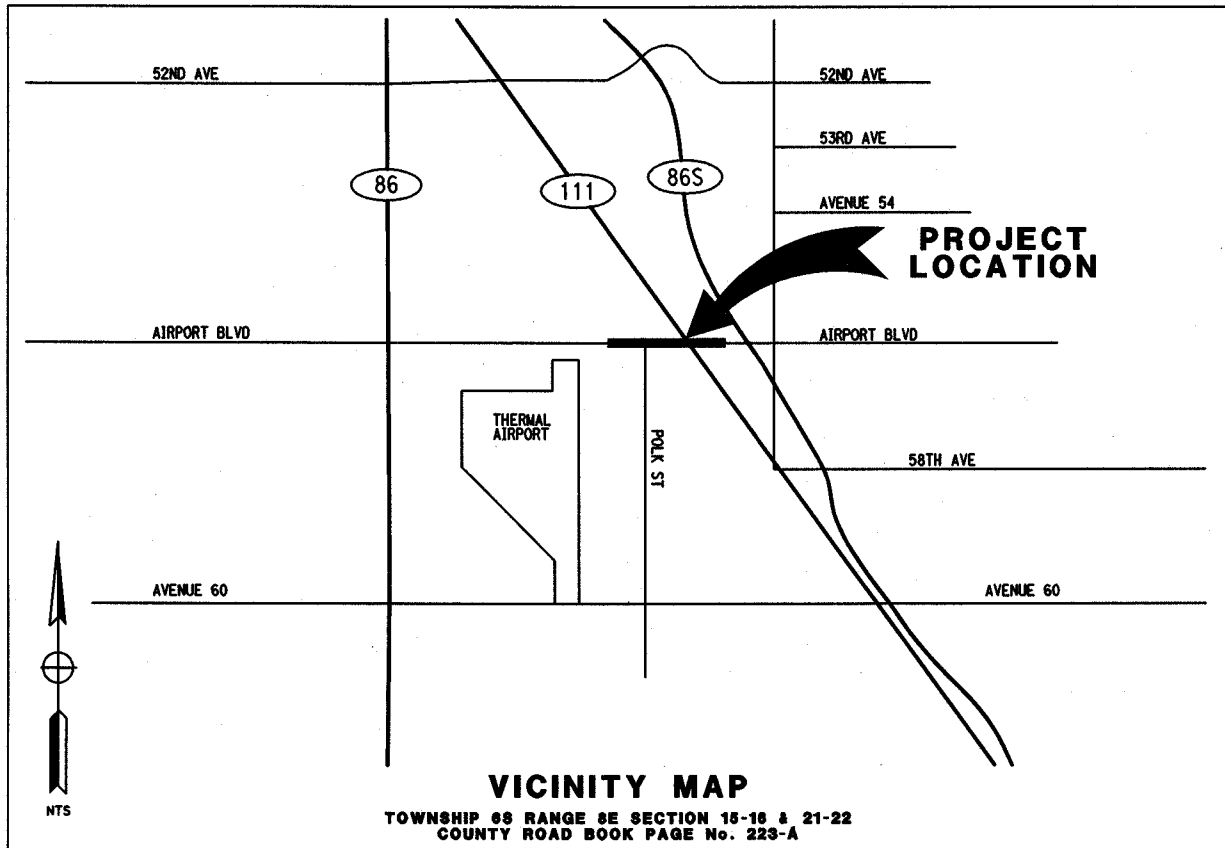 52ND AVE
52ND AVE
53RD AVE
86
111
86S
AVENUE 54
PROJECT
LOCATION
AIRPORT BLVD
AIRPORT BLVD
THERMAL
AIRPORT
POLK ST
58TH AVE
AVENUE 60
AVENUE 60
NTS
VICINITY MAP
TOWNSHIP 6S RANGE 8E SECTION 15-16 & 21-22
COUNTY ROAD BOOK PAGE No. 223-A